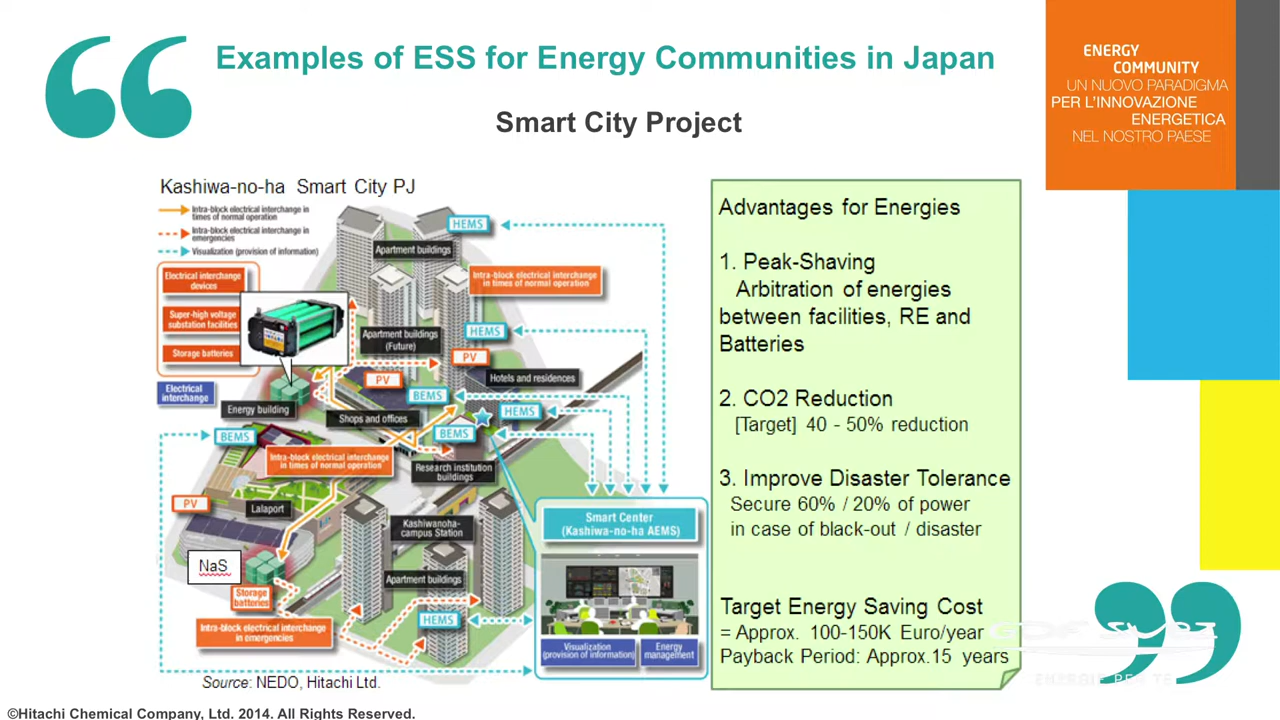 Examples of ESS for Energy Communities in Japan
Smart City Project
ENERGY
COMMUNITY
UN NUOVO PARADIGMA
PER L'INNOVAZIONE
ENERGETICA
NEL NOSTRO PAESE
Kashiwa-no-ha Smart City PJ
Intra-block electrical interchange in
times of normal operation
Intra-block electrical interchange in
emergencies
Visualization (provision of information)
Electrical interchange
devices
Super-high voltage
substation facilities
Storage batteries
Electrical
interchange
HEMS
Apartment buildings
Intra-block electrical interchange
in times of normal operation
HEMS
Apartment buildings
(Future)
PV
PV
Hotels and residences
BEMS
Energy building
Shops and offices
HEMS
BEMS
BEMS
Intra-block electrical interchange
in times of normal operation
Research institution
buildings
PV
Lalaport
Kashiwanoha-
campus Station
Smart Center
(Kashiwa-no-ha AEMS)
NaS
Apartment buildings
Storage
batteries
HEMS
Intra-block electrical interchange
in emergencies
Visualization
(provision of information)
Energy
management
Source: NEDO, Hitachi Ltd.
Advantages for Energies
1. Peak-Shaving
Arbitration of energies
between facilities, RE and
Batteries
2. CO2 Reduction
[Target] 40 - 50% reduction
3. Improve Disaster Tolerance
Secure 60% / 20% of power
in case of black-out / disaster
Target Energy Saving Cost
= Approx. 100-150K Euro/year
Payback Period: Approx.15 years
GDF SUEZ
ENERGIE PER TE
©Hitachi Chemical Company, Ltd. 2014. All Rights Reserved.